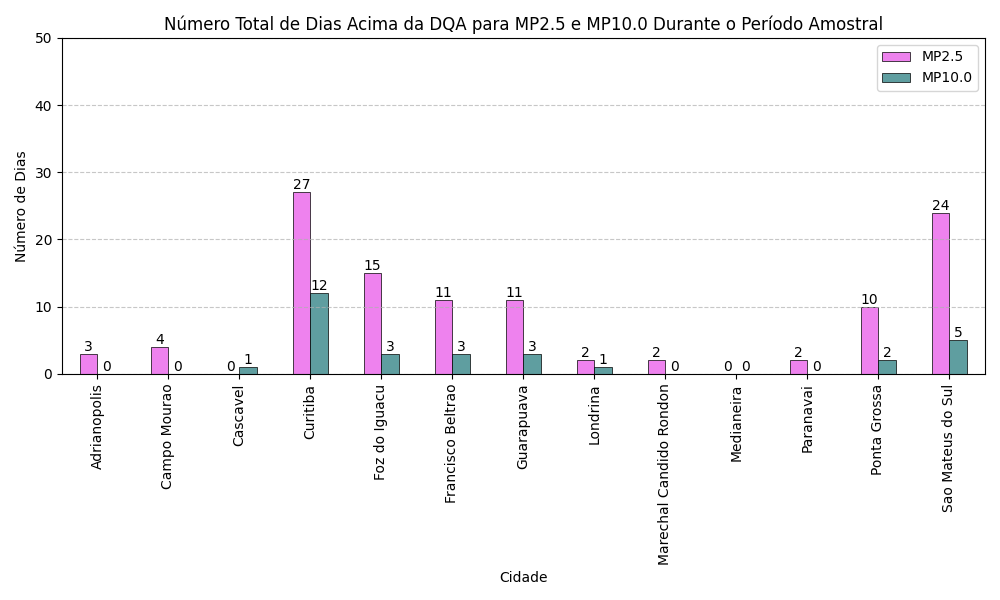 Número Total de Dias Acima da DQA para MP2.5 e MP10.0 Durante o Período Amostral
MP2.5
MP10.0
Número de Dias
50
40
30
20
10
0
3 0
4 0
0 1
27 12
15 3
11 3
11 3
2 1
2 0
0 0
2 0
10 2
24 5
Adrianopolis
Campo Mourao
Cascavel
Curitiba
Foz do Iguacu
Francisco Beltrao
Guarapuava
Londrina
Marechal Candido Rondon
Medianeira
Paranavai
Ponta Grossa
Sao Mateus do Sul
Cidade